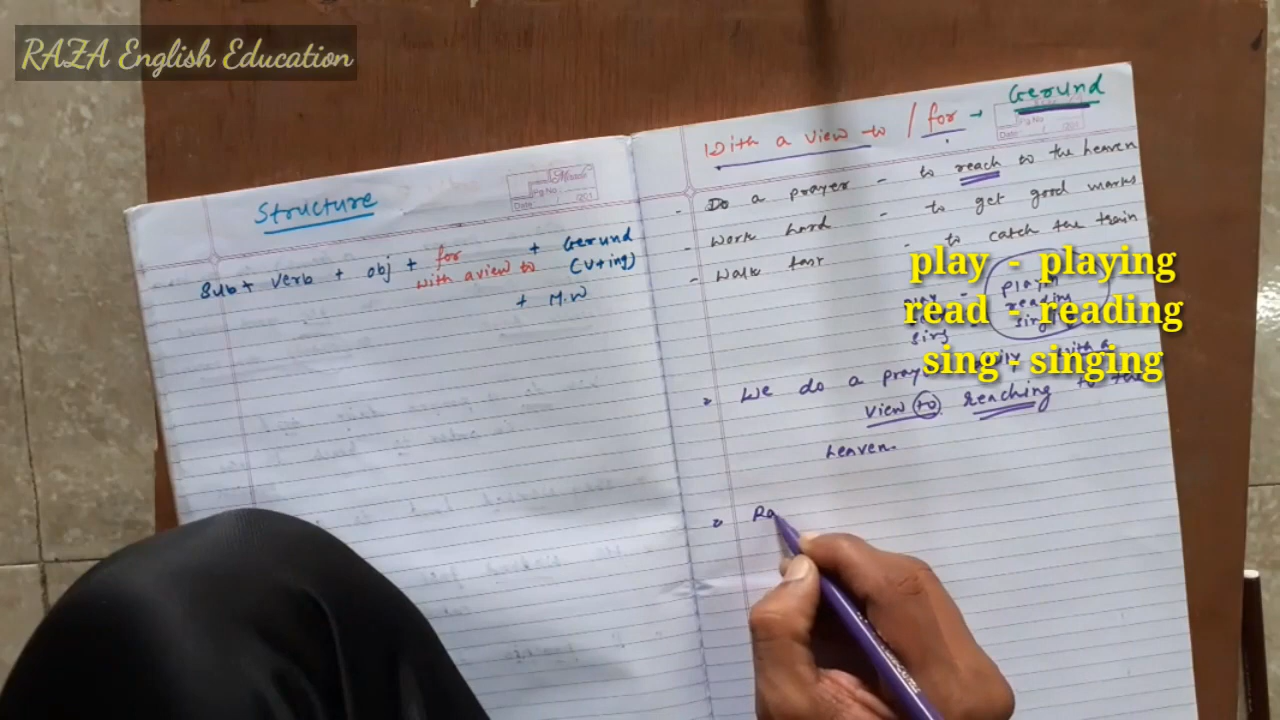 RAZA English Education
Structure
Sub+ verb + obj + for + Gerund
with a view to (V+ing)
+ M.W
With a view to / for + Gerund
- Do a prayer - to reach to the heaven
- Work hard - to get good marks
- Walk fast - to catch the train
play - playing
read - reading
sing - singing
We do a prayer with a
view to reaching to the
heaven.
Ra